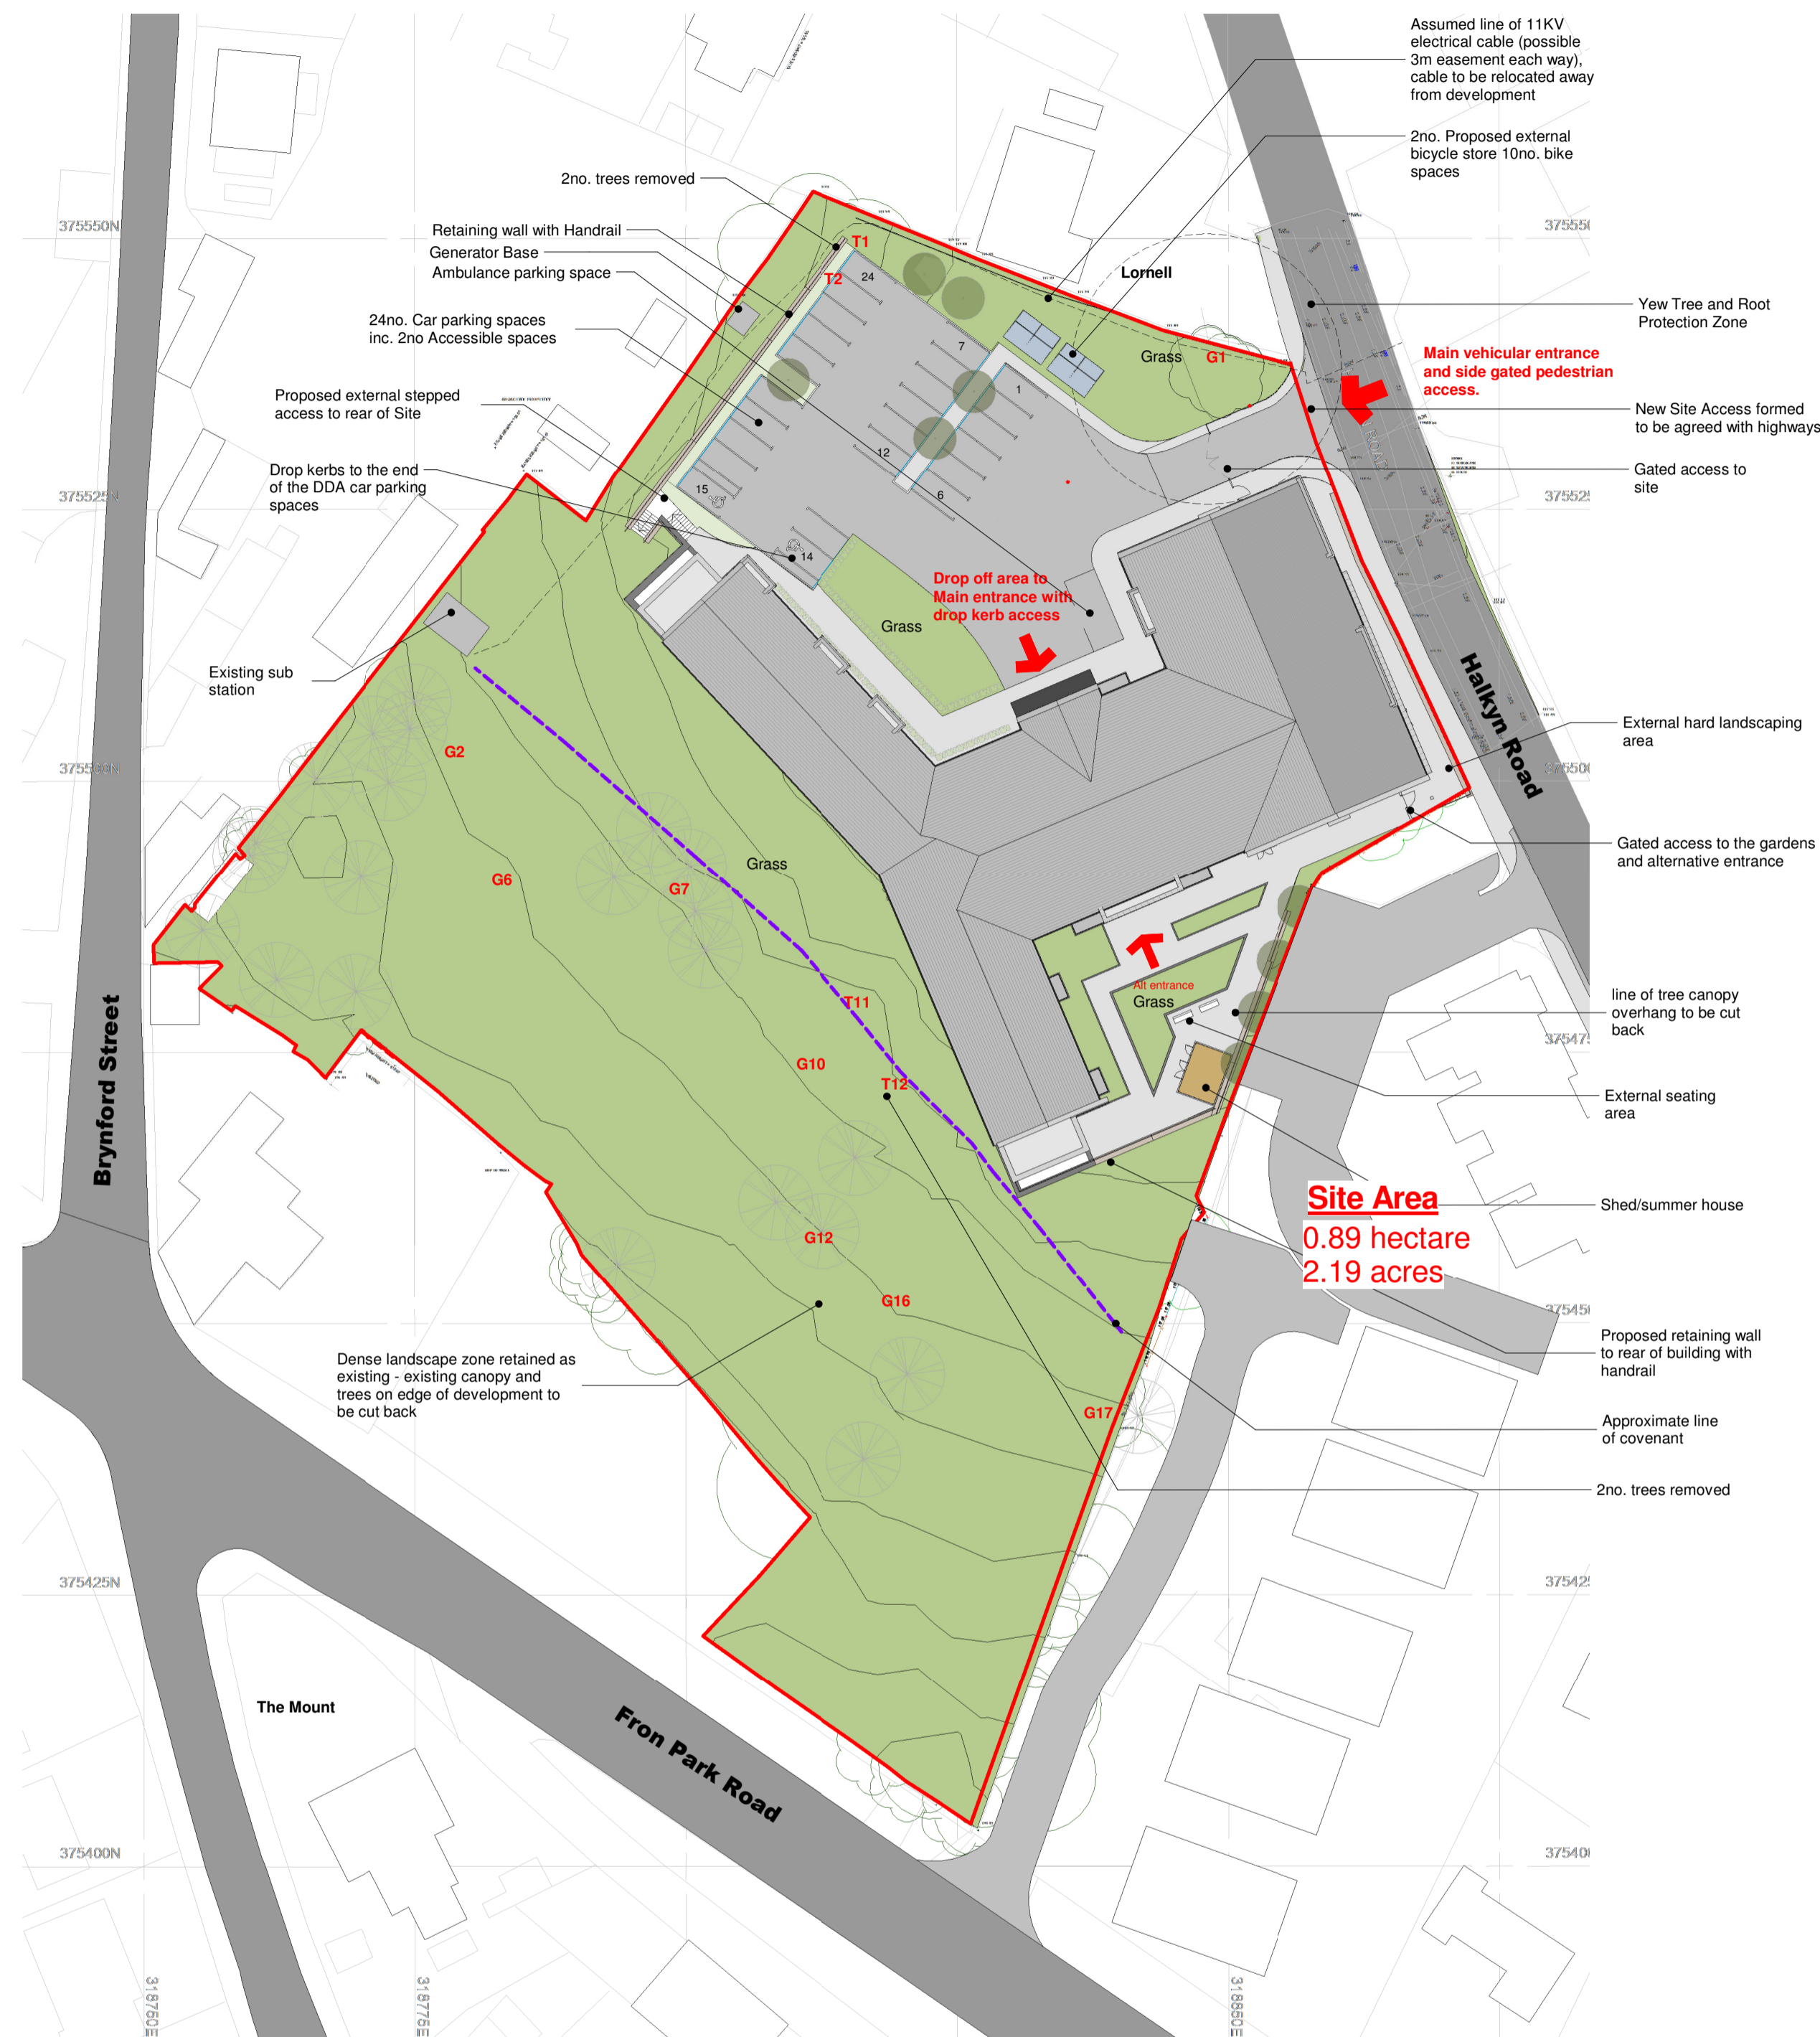 Assumed line of 11KV
electrical cable (possible
3m easement each way),
cable to be relocated away
from development
2no. Proposed external
bicycle store 10no. bike
spaces
2no. trees removed
375550N
Retaining wall with Handrail
Generator Base
Ambulance parking space
24no. Car parking spaces
inc. 2no Accessible spaces
T1
T2
24
Lornell
Yew Tree and Root
Protection Zone
Main vehicular entrance
and side gated pedestrian
access.
7
Grass
G1
1
Proposed external stepped
access to rear of Site
New Site Access formed
to be agreed with highways
12
Gated access to
site
Drop kerbs to the end
of the DDA car parking
spaces
15
6
375525N
14
Drop off area to
Main entrance with
drop kerb access
Grass
Existing sub
station
Halkyn Road
External hard landscaping
area
G2
375500N
Gated access to the gardens
and alternative entrance
Grass
G6
G7
Alt entrance
Grass
T11
line of tree canopy
overhang to be cut
back
Brynford Street
G10
T12
External seating
area
Site Area
0.89 hectare
2.19 acres
Shed/summer house
G12
G16
Proposed retaining wall
to rear of building with
handrail
Dense landscape zone retained as
existing - existing canopy and
trees on edge of development to
be cut back
G17
Approximate line
of covenant
2no. trees removed
375425N
The Mount
Fron Park Road
375400N
318750E
318775E
318850E